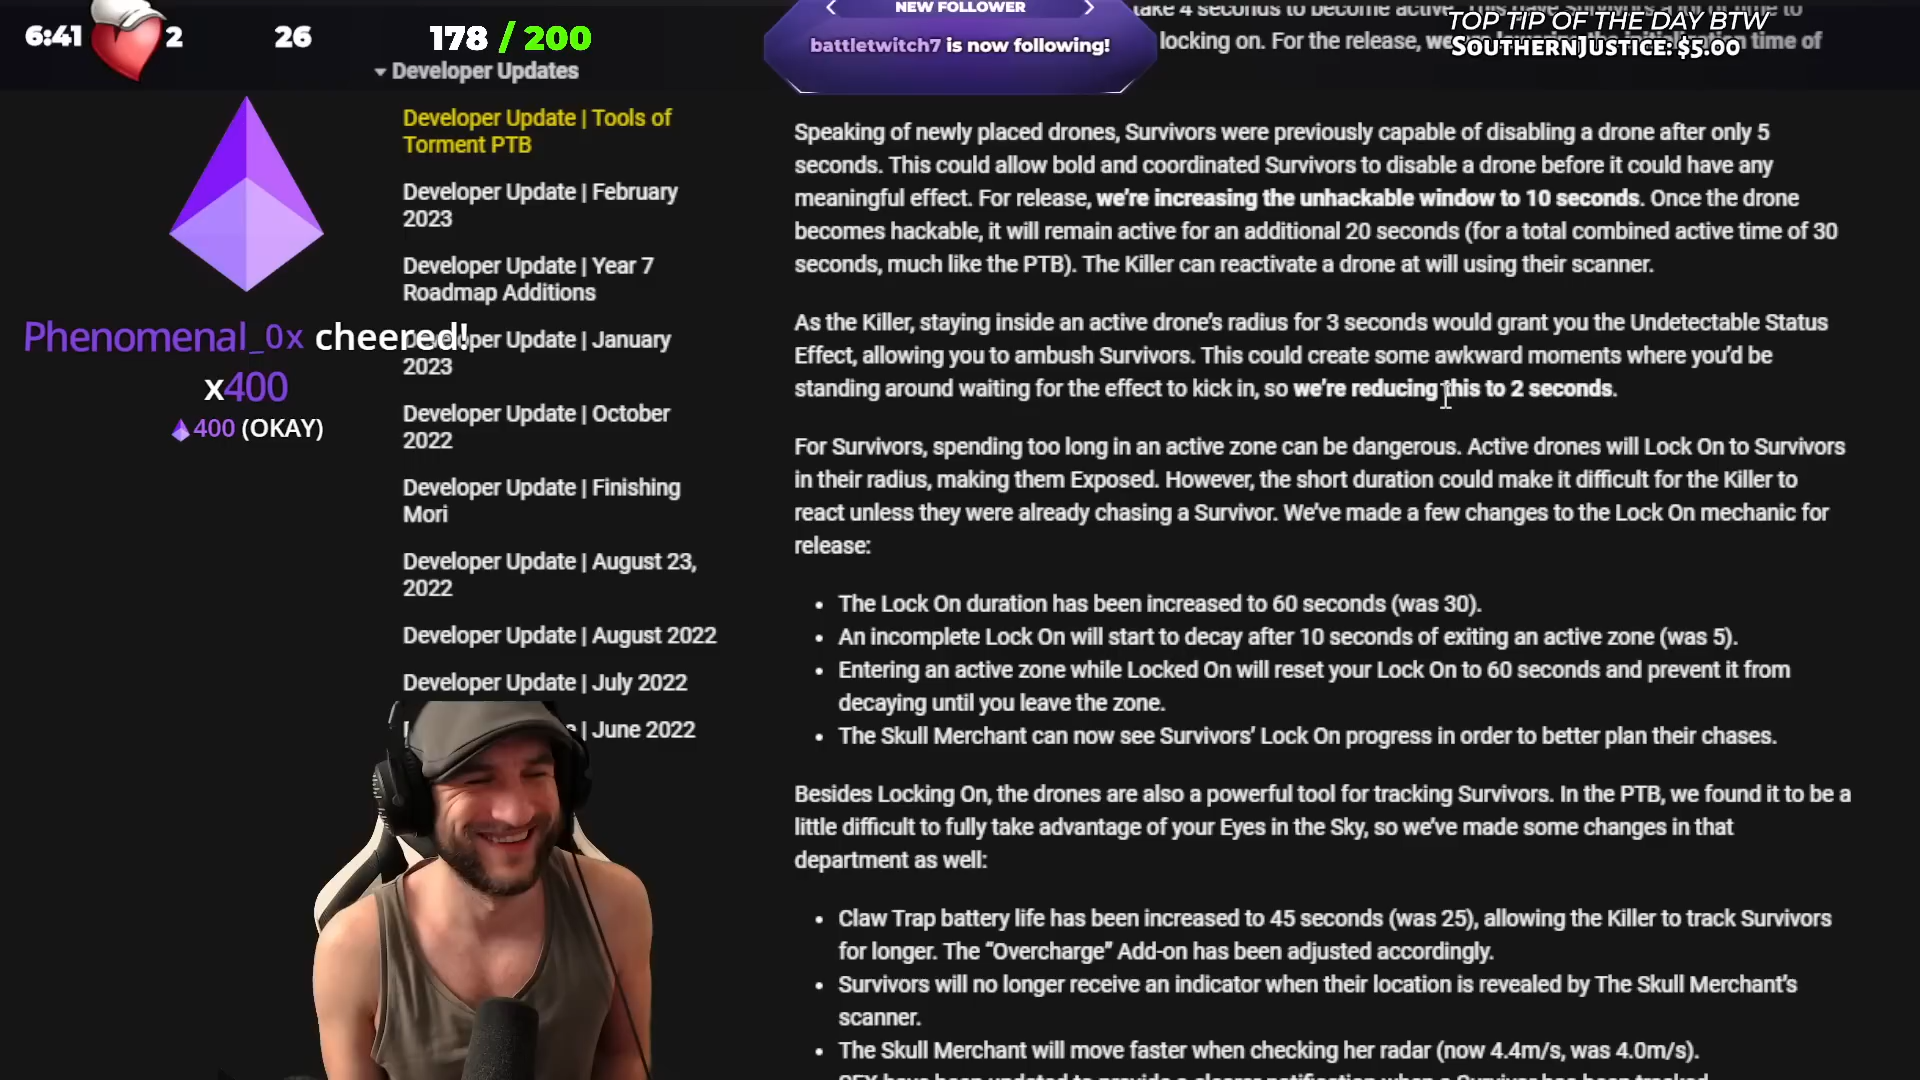 6:41
2
26
178 / 200
NEW FOLLOWER
battletwitch7 is now following!
TOP TIP OF THE DAY BTW
SouthernJustice: $5.00
Phenomenal_0x cheered!
x400
400 (OKAY)
Developer Updates
Developer Update | Tools of
Torment PTB
Developer Update | February
2023
Developer Update | Year 7
Roadmap Additions
Developer Update | January
2023
Developer Update | October
2022
Developer Update | Finishing
Mori
Developer Update | August 23,
2022
Developer Update | August 2022
Developer Update | July 2022
| June 2022
take 4 seconds to become active.
locking on. For the release, time of
Speaking of newly placed drones, Survivors were previously capable of disabling a drone after only 5
seconds. This could allow bold and coordinated Survivors to disable a drone before it could have any
meaningful effect. For release, we're increasing the unhackable window to 10 seconds. Once the drone
becomes hackable, it will remain active for an additional 20 seconds (for a total combined active time of 30
seconds, much like the PTB). The Killer can reactivate a drone at will using their scanner.
As the Killer, staying inside an active drone's radius for 3 seconds would grant you the Undetectable Status
Effect, allowing you to ambush Survivors. This could create some awkward moments where you'd be
standing around waiting for the effect to kick in, so we're reducing this to 2 seconds.
For Survivors, spending too long in an active zone can be dangerous. Active drones will Lock On to Survivors
in their radius, making them Exposed. However, the short duration could make it difficult for the Killer to
react unless they were already chasing a Survivor. We've made a few changes to the Lock On mechanic for
release:
• The Lock On duration has been increased to 60 seconds (was 30).
• An incomplete Lock On will start to decay after 10 seconds of exiting an active zone (was 5).
• Entering an active zone while Locked On will reset your Lock On to 60 seconds and prevent it from
decaying until you leave the zone.
• The Skull Merchant can now see Survivors' Lock On progress in order to better plan their chases.
Besides Locking On, the drones are also a powerful tool for tracking Survivors. In the PTB, we found it to be a
little difficult to fully take advantage of your Eyes in the Sky, so we've made some changes in that
department as well:
• Claw Trap battery life has been increased to 45 seconds (was 25), allowing the Killer to track Survivors
for longer. The "Overcharge" Add-on has been adjusted accordingly.
• Survivors will no longer receive an indicator when their location is revealed by The Skull Merchant's
scanner.
• The Skull Merchant will move faster when checking her radar (now 4.4m/s, was 4.0m/s).